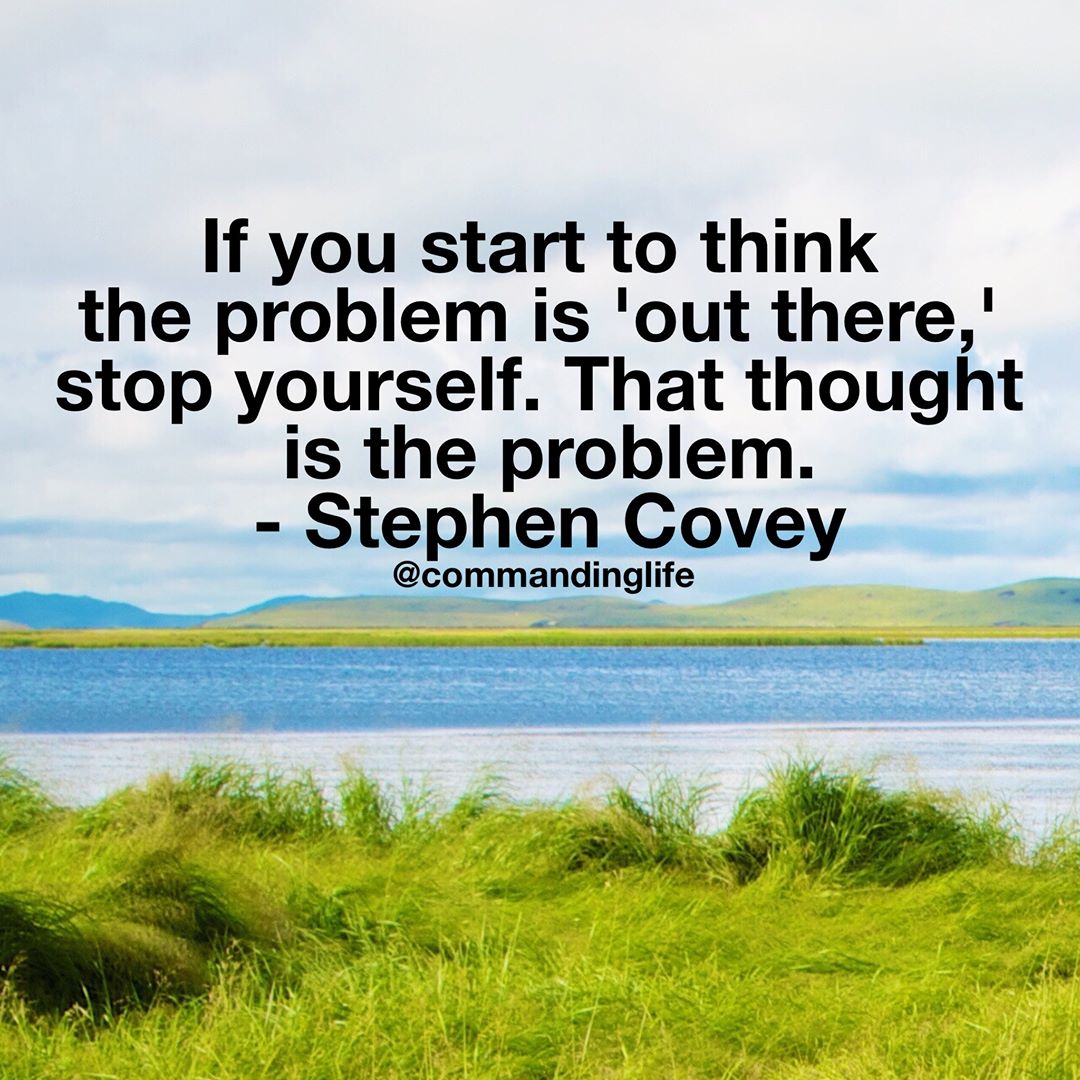 If you start to think
the problem is 'out there,'
stop yourself. That thought
is the problem.
- Stephen Covey
@commandinglife